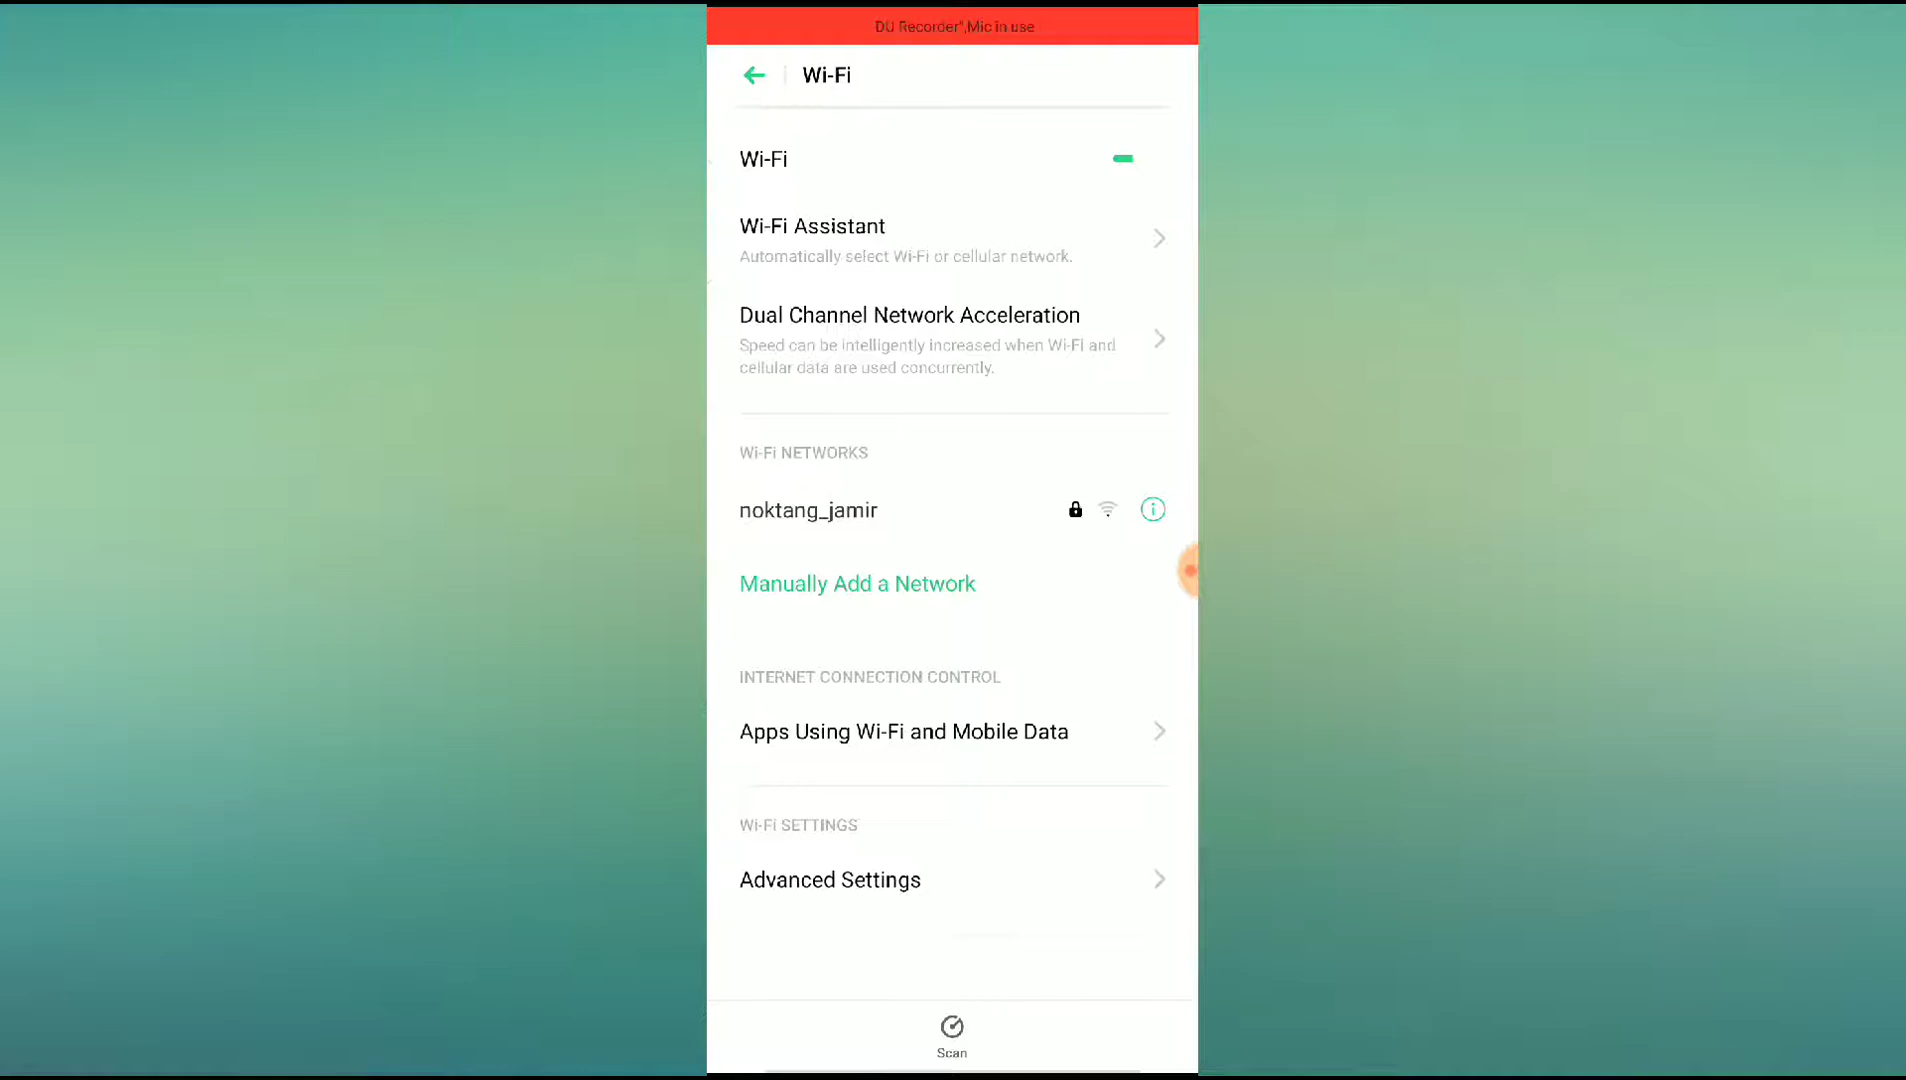 DU Recorder",Mic in use
Wi-Fi
Wi-Fi
Wi-Fi Assistant
Automatically select Wi-Fi or cellular network.
Dual Channel Network Acceleration
Speed can be intelligently increased when Wi-Fi and
cellular data are used concurrently.
Wi-Fi NETWORKS
noktang_jamir
Manually Add a Network
INTERNET CONNECTION CONTROL
Apps Using Wi-Fi and Mobile Data
Wi-Fi SETTINGS
Advanced Settings
Scan